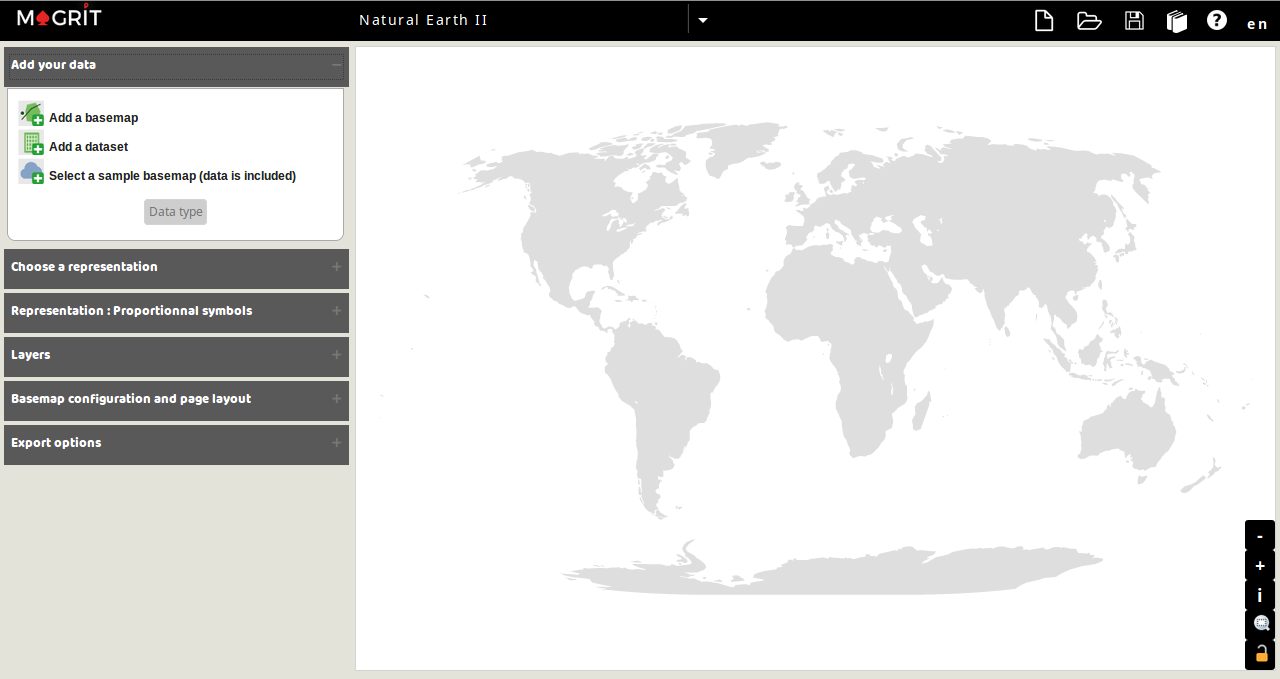 MAGRIT
Natural Earth II
en
Add your data
Add a basemap
Add a dataset
Select a sample basemap (data is included)
Data type
Choose a representation
Representation : Proportionnal symbols
Layers
Basemap configuration and page layout
Export options
-
+
i